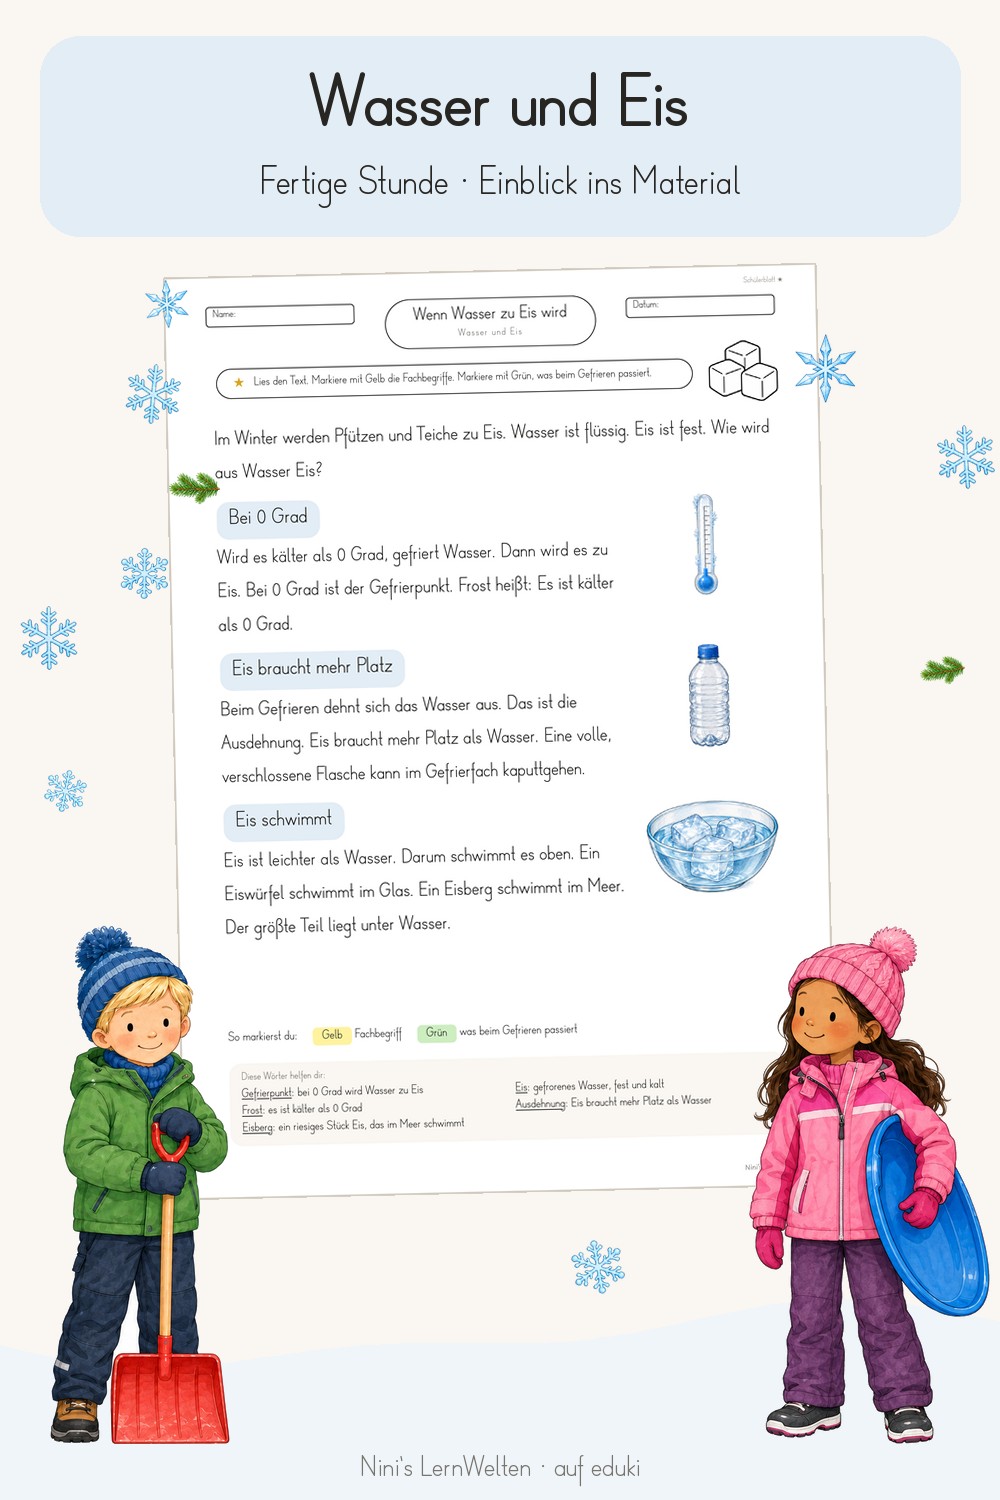 Wasser und Eis
Fertige Stunde · Einblick ins Material
Schülerblatt ★
Name:
Wenn Wasser zu Eis wird
Wasser und Eis
Datum:
★ Lies den Text. Markiere mit Gelb die Fachbegriffe. Markiere mit Grün, was beim Gefrieren passiert.
Im Winter werden Pfützen und Teiche zu Eis. Wasser ist flüssig. Eis ist fest. Wie wird
aus Wasser Eis?
Bei 0 Grad
Wird es kälter als 0 Grad, gefriert Wasser. Dann wird es zu
Eis. Bei 0 Grad ist der Gefrierpunkt. Frost heißt: Es ist kälter
als 0 Grad.
Eis braucht mehr Platz
Beim Gefrieren dehnt sich das Wasser aus. Das ist die
Ausdehnung. Eis braucht mehr Platz als Wasser. Eine volle,
verschlossene Flasche kann im Gefrierfach kaputtgehen.
Eis schwimmt
Eis ist leichter als Wasser. Darum schwimmt es oben. Ein
Eiswürfel schwimmt im Glas. Ein Eisberg schwimmt im Meer.
Der größte Teil liegt unter Wasser.
So markierst du: Gelb Fachbegriff Grün was beim Gefrieren passiert
Diese Wörter helfen dir:
Gefrierpunkt: bei 0 Grad wird Wasser zu Eis
Frost: es ist kälter als 0 Grad
Eisberg: ein riesiges Stück Eis, das im Meer schwimmt
Eis: gefrorenes Wasser, fest und kalt
Ausdehnung: Eis braucht mehr Platz als Wasser
Nini'
Nini's LernWelten · auf eduki